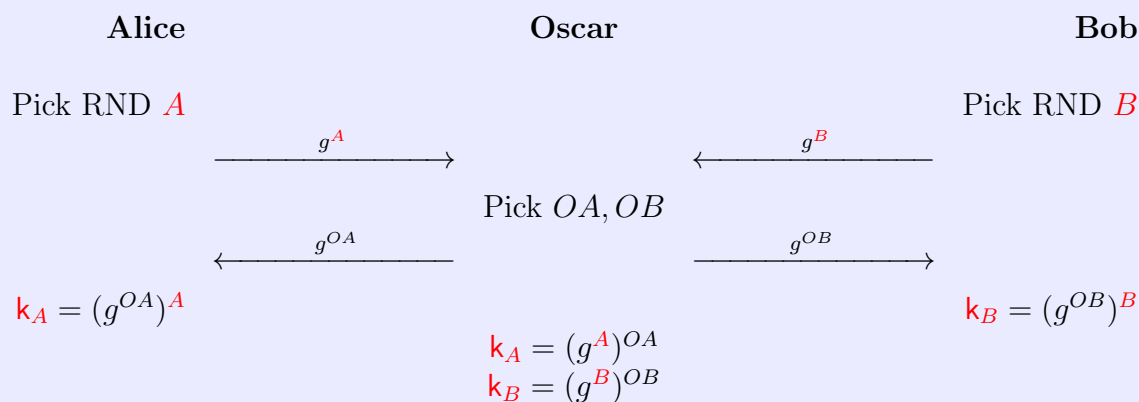 Alice Oscar Bob
Pick RND A Pick RND B
g^A g^B
Pick OA, OB
g^{OA} g^{OB}
k_A = (g^{OA})^A k_B = (g^{OB})^B
k_A = (g^A)^{OA}
k_B = (g^B)^{OB}